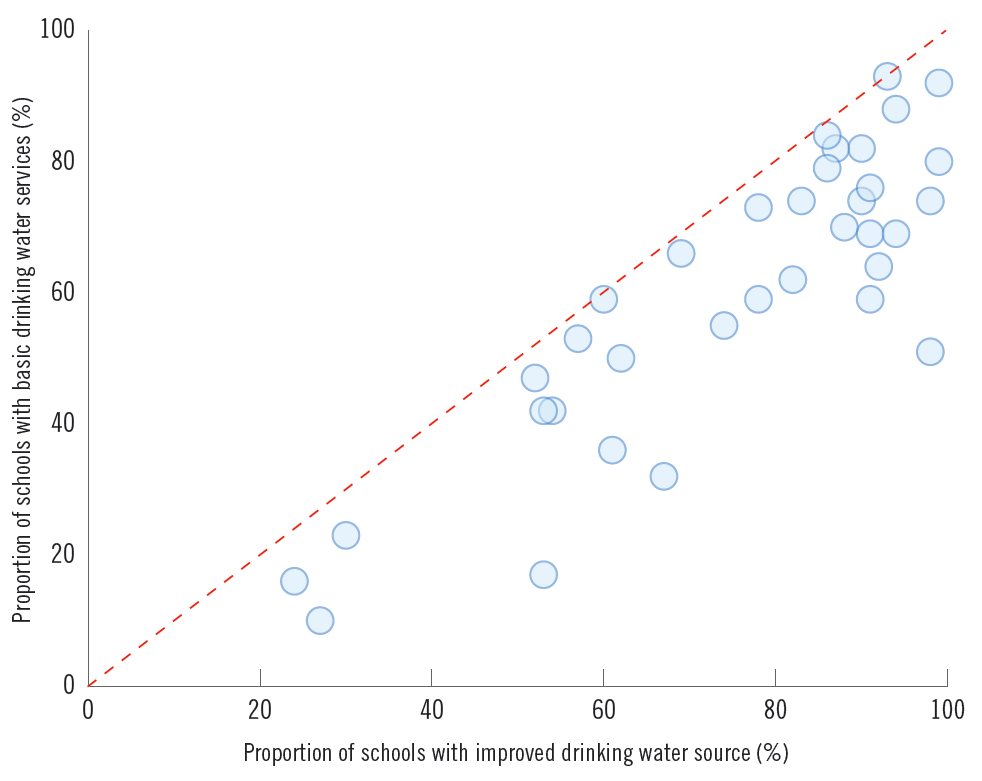 100
80
60
40
20
0
Proportion of schools with basic drinking water services (%)
0 20 40 60 80 100
Proportion of schools with improved drinking water source (%)